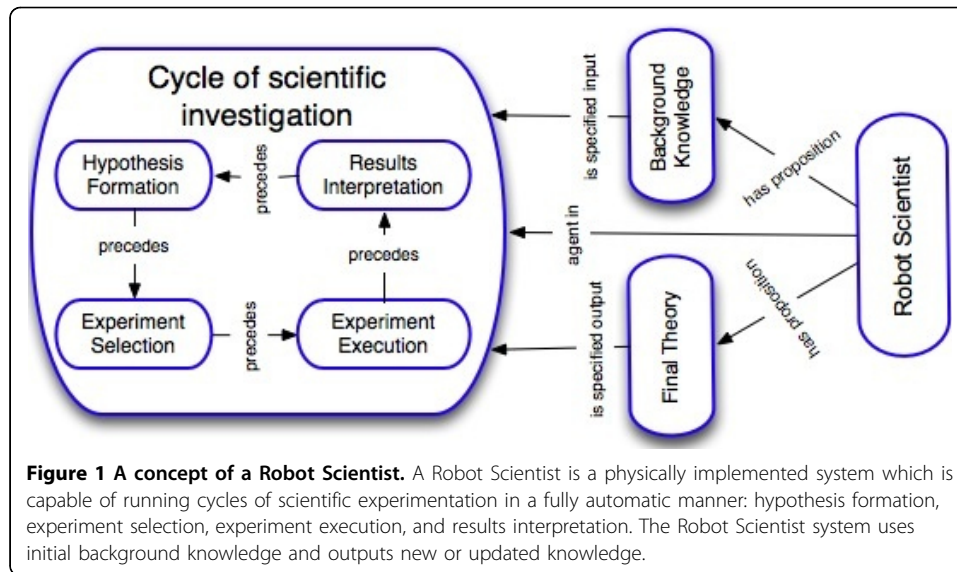 Cycle of scientific
investigation
Hypothesis
Formation
precedes
Results
Interpretation
precedes
precedes
Experiment
Selection
precedes
Experiment
Execution
is specified input
Background
Knowledge
has proposition
agent in
Robot Scientist
has proposition
is specified output
Final Theory
Figure 1 A concept of a Robot Scientist. A Robot Scientist is a physically implemented system which is
capable of running cycles of scientific experimentation in a fully automatic manner: hypothesis formation,
experiment selection, experiment execution, and results interpretation. The Robot Scientist system uses
initial background knowledge and outputs new or updated knowledge.